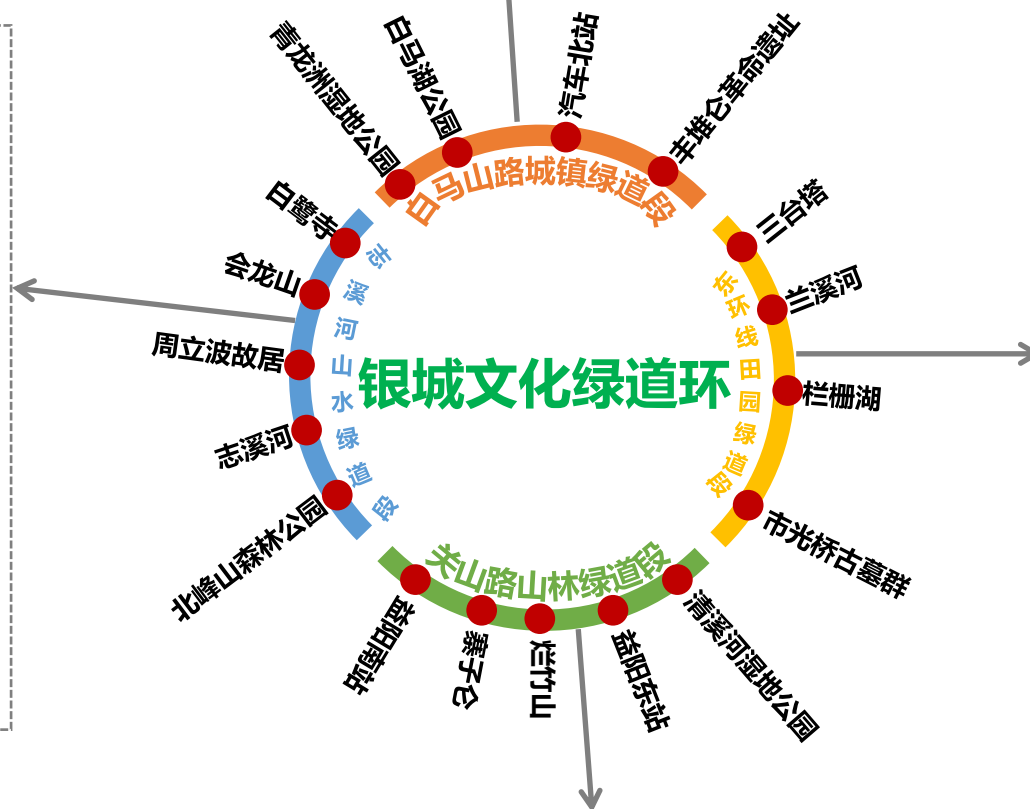 青龙洲湿地公园
白马湖公园
汽车北站
丰堆仑革命遗址
白马山路城镇绿道段
三台塔
兰溪河
栏栅湖
市光桥古墓群
东环线田园绿道段
银城文化绿道环
白鹭寺
会龙山
周立波故居
志溪河
北峰山森林公园
志溪河山水绿道段
关山路山林绿道段
益阳南站
寨子仑
烂竹山
益阳东站
清溪河湿地公园